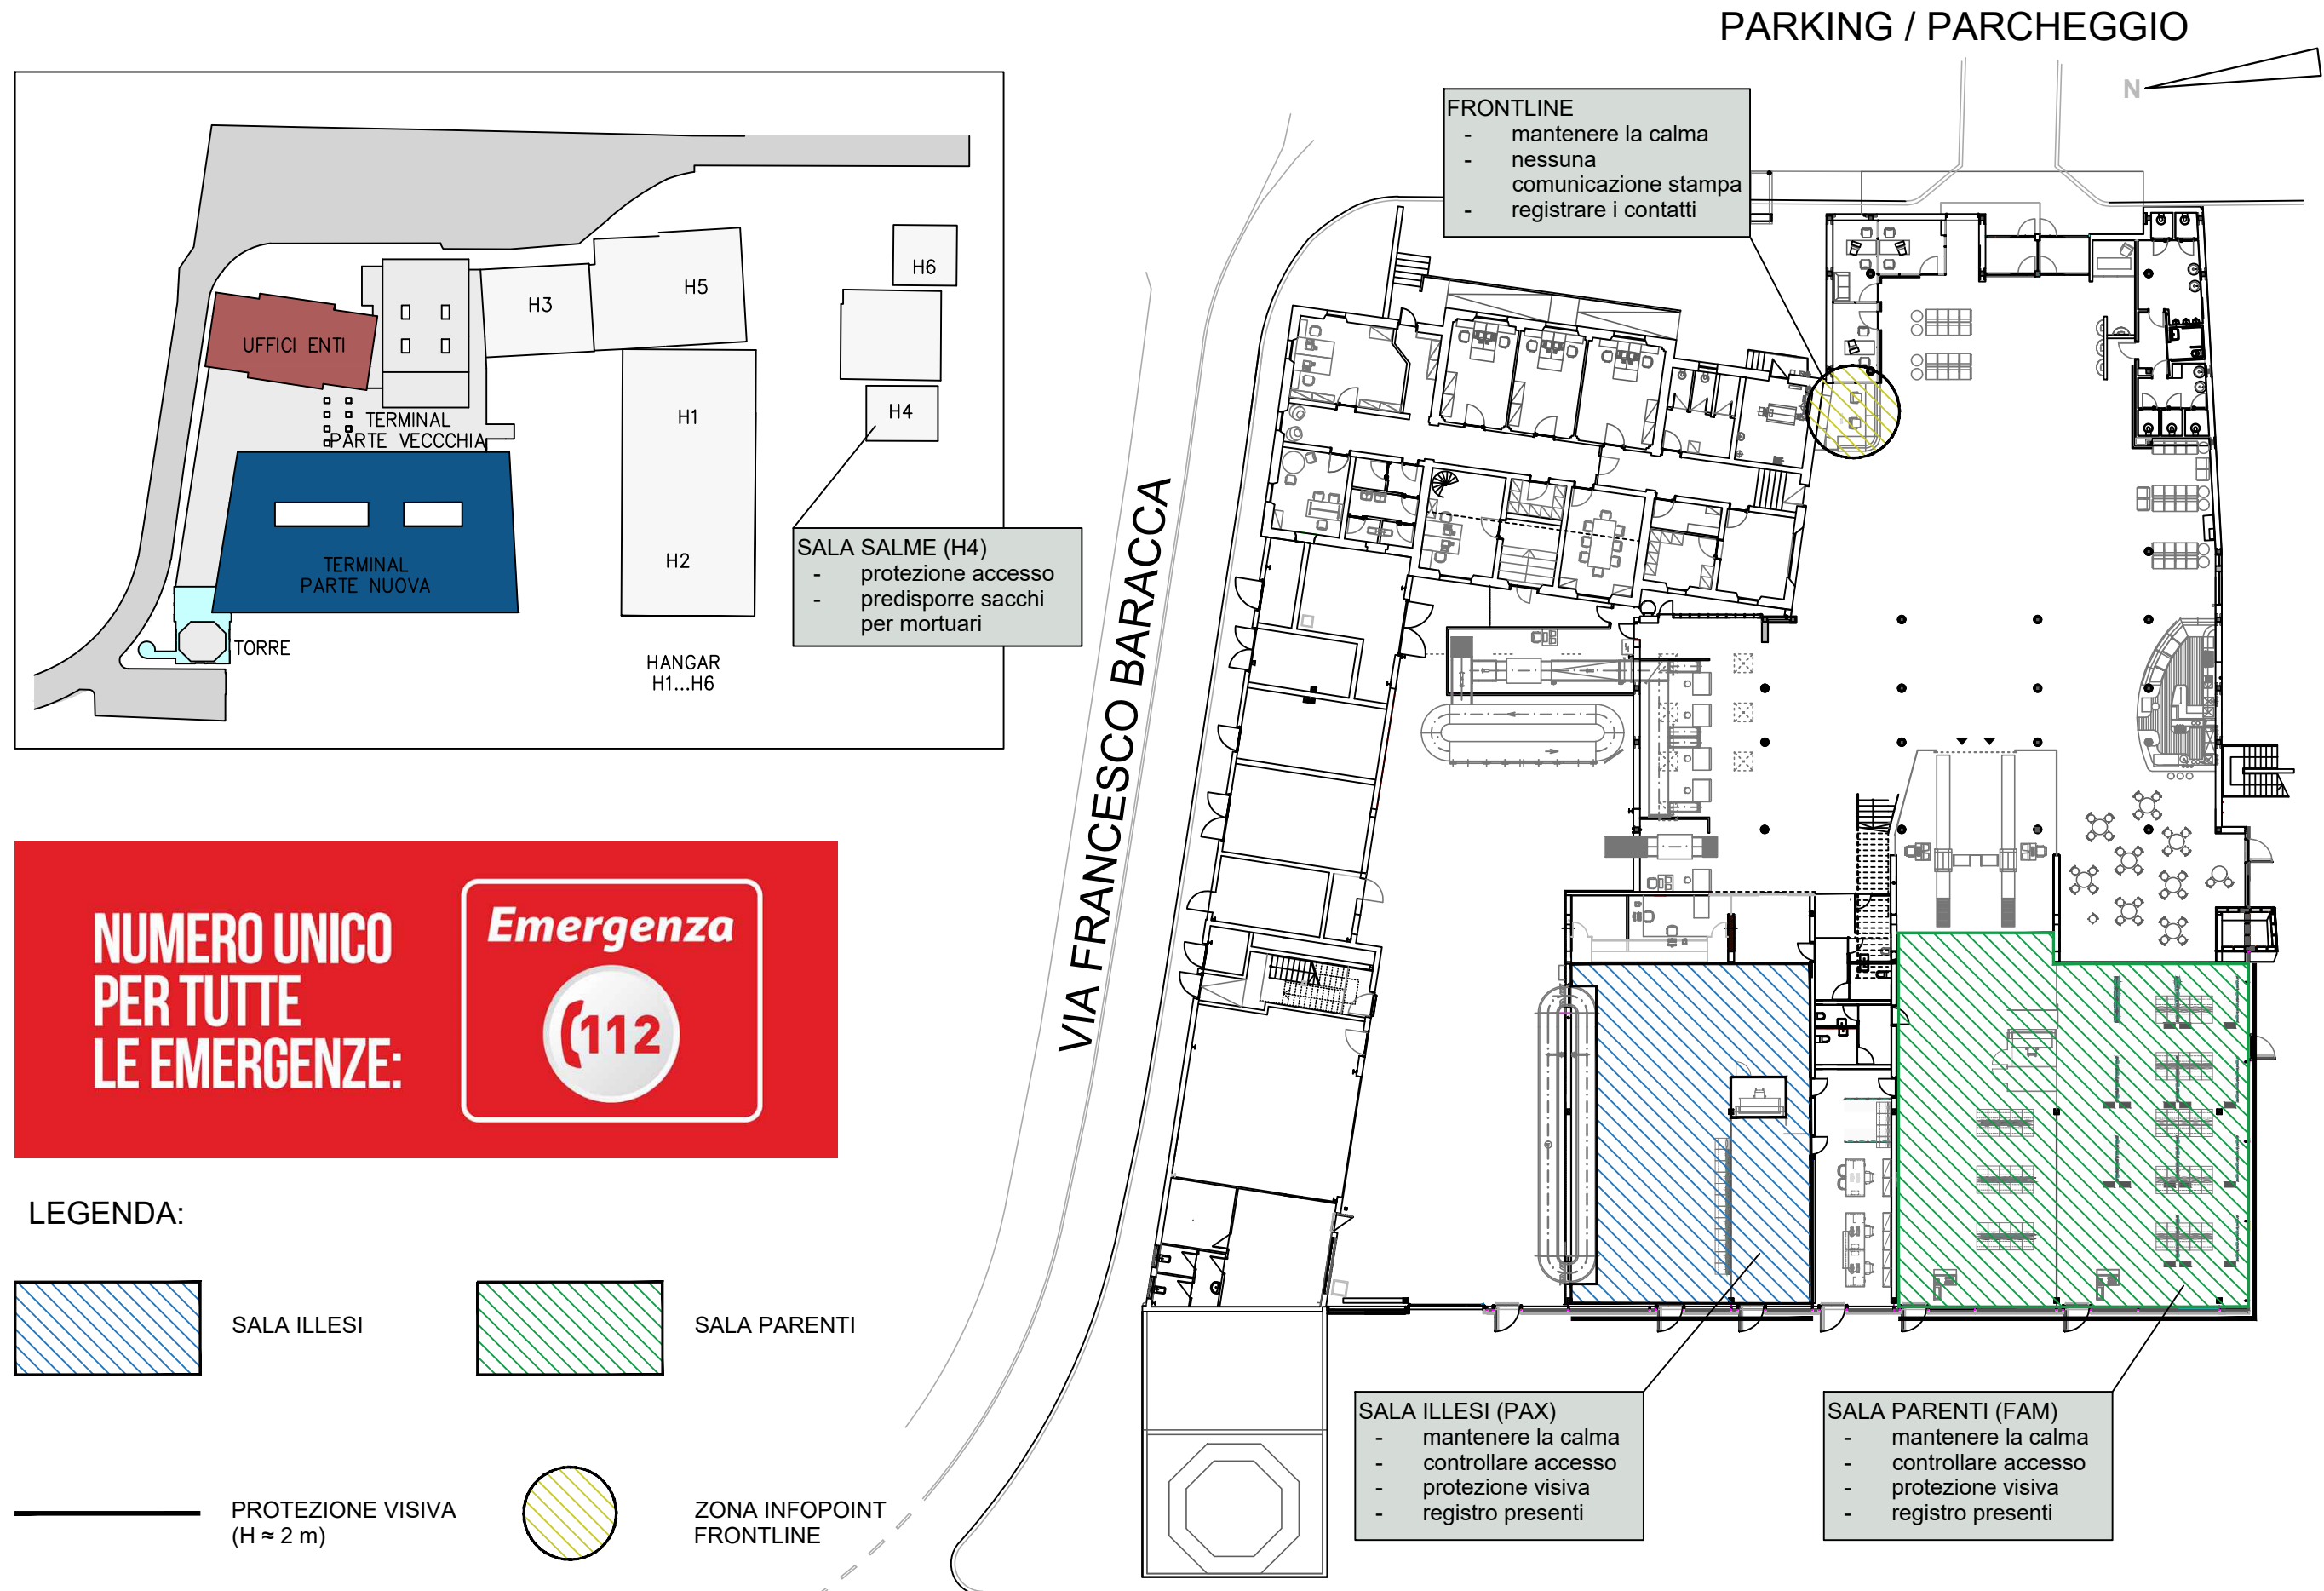 PARKING / PARCHEGGIO
N
FRONTLINE
- mantenere la calma
- nessuna
comunicazione stampa
- registrare i contatti
H6
H5
H3
UFFICI ENTI
H4
H1
TERMINAL
PARTE VECCCHIA
SALA SALME (H4)
- protezione accesso
- predisporre sacchi
per mortuari
H2
TERMINAL
PARTE NUOVA
TORRE
HANGAR
H1...H6
VIA FRANCESCO BARACCA
NUMERO UNICO
PER TUTTE
LE EMERGENZE:
Emergenza
112
LEGENDA:
SALA ILLESI
SALA PARENTI
PROTEZIONE VISIVA
(H ≈ 2 m)
ZONA INFOPOINT
FRONTLINE
SALA ILLESI (PAX)
- mantenere la calma
- controllare accesso
- protezione visiva
- registro presenti
SALA PARENTI (FAM)
- mantenere la calma
- controllare accesso
- protezione visiva
- registro presenti